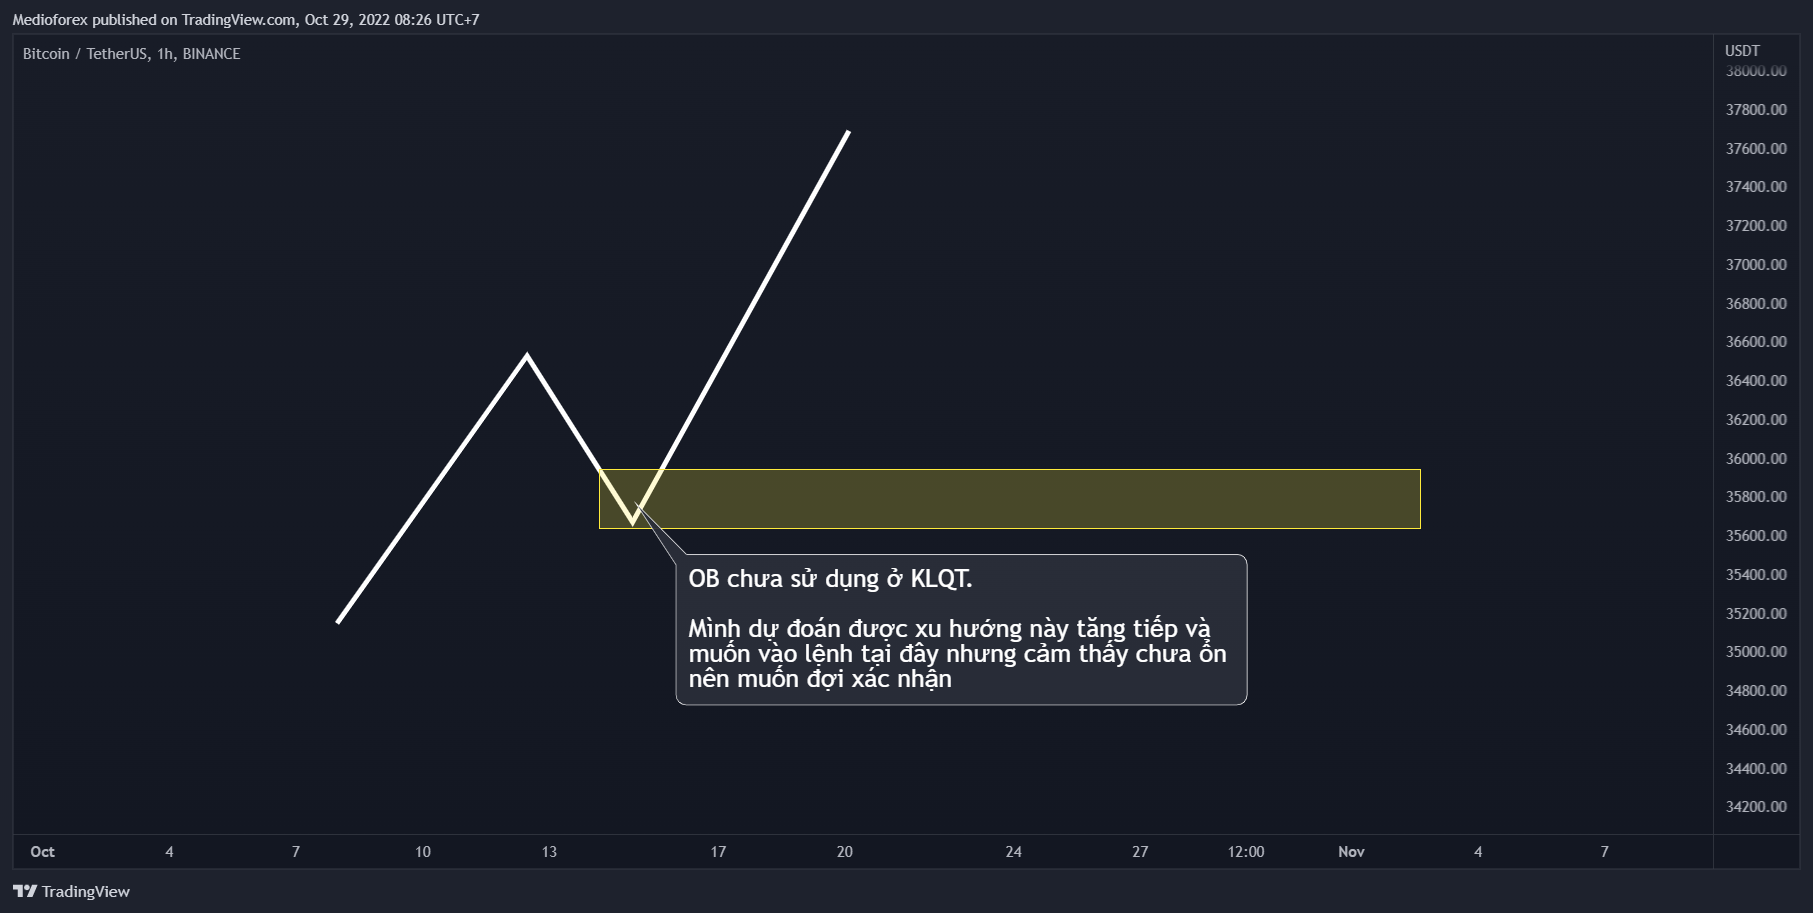 Medioforex published on TradingView.com, Oct 29, 2022 08:26 UTC+7
Bitcoin / TetherUS, 1h, BINANCE
USDT
38000.00
37800.00
37600.00
37400.00
37200.00
37000.00
36800.00
36600.00
36400.00
36200.00
36000.00
35800.00
35600.00
35400.00
35200.00
35000.00
34800.00
34600.00
34400.00
34200.00
OB chưa sử dụng ở KLQT.
Mình dự đoán được xu hướng này tăng tiếp và
muốn vào lệnh tại đây nhưng cảm thấy chưa ổn
nên muốn đợi xác nhận
Oct 4 7 10 13 17 20 24 27 12:00 Nov 4 7
TradingView